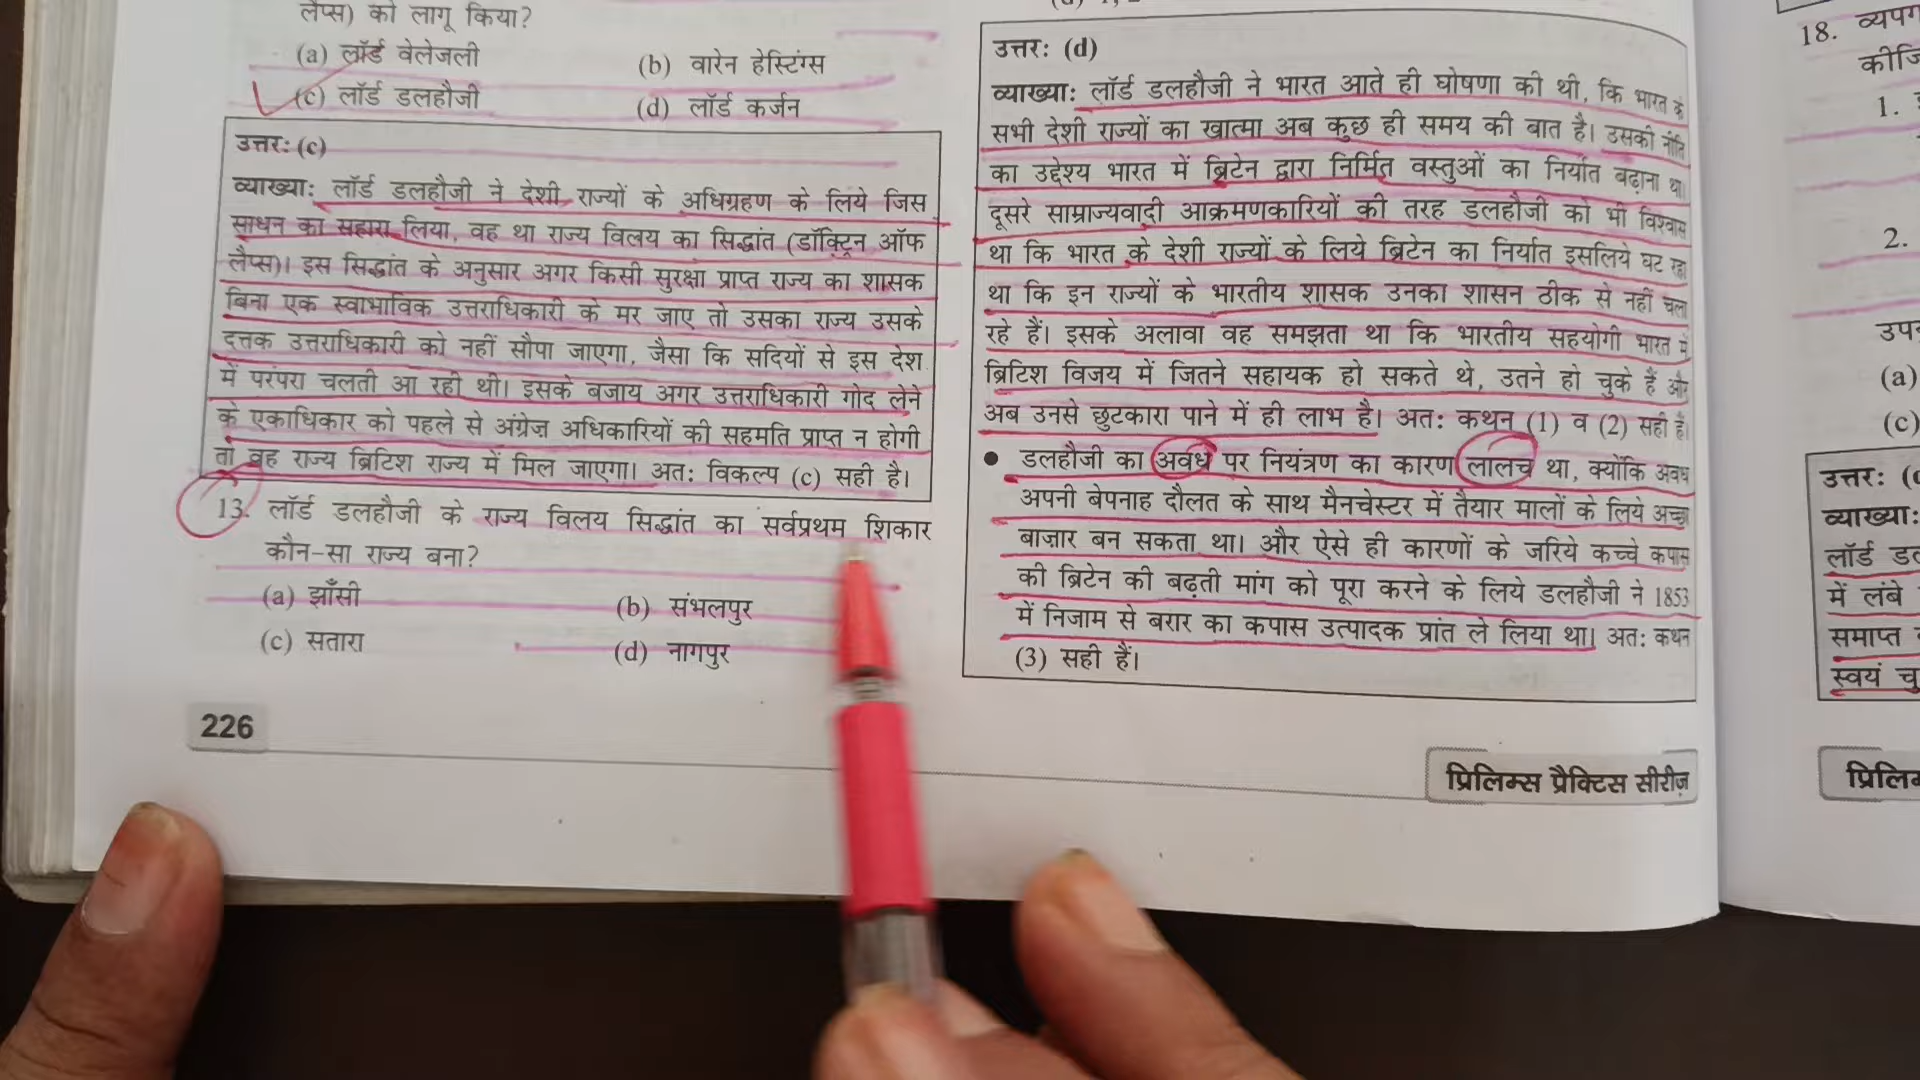 लैप्स) को लागू किया?
(a) लॉर्ड वेलेजली (b) वारेन हेस्टिंग्स
(c) लॉर्ड डलहौजी (d) लॉर्ड कर्जन
उत्तर: (c)
व्याख्या: लॉर्ड डलहौजी ने देशी राज्यों के अधिग्रहण के लिये जिस
साधन का सहारा लिया, वह था राज्य विलय का सिद्धांत (डॉक्ट्रिन ऑफ
लैप्स)। इस सिद्धांत के अनुसार अगर किसी सुरक्षा प्राप्त राज्य का शासक
बिना एक स्वाभाविक उत्तराधिकारी के मर जाए तो उसका राज्य उसके
दत्तक उत्तराधिकारी को नहीं सौपा जाएगा, जैसा कि सदियों से इस देश
में परंपरा चलती आ रही थी। इसके बजाय अगर उत्तराधिकारी गोद लेने
के एकाधिकार को पहले से अंग्रेज़ अधिकारियों की सहमति प्राप्त न होगी
तो वह राज्य ब्रिटिश राज्य में मिल जाएगा। अत: विकल्प (c) सही है।
13. लॉर्ड डलहौजी के राज्य विलय सिद्धांत का सर्वप्रथम शिकार
कौन-सा राज्य बना?
(a) झाँसी (b) संभलपुर
(c) सतारा (d) नागपुर
226
उत्तर: (d)
व्याख्या: लॉर्ड डलहौजी ने भारत आते ही घोषणा की थी, कि भारत के
सभी देशी राज्यों का खात्मा अब कुछ ही समय की बात है। उसकी नीति
का उद्देश्य भारत में ब्रिटेन द्वारा निर्मित वस्तुओं का निर्यात बढ़ाना था।
दूसरे साम्राज्यवादी आक्रमणकारियों की तरह डलहौजी को भी विश्वास
था कि भारत के देशी राज्यों के लिये ब्रिटेन का निर्यात इसलिये घट रहा
था कि इन राज्यों के भारतीय शासक उनका शासन ठीक से नहीं चला
रहे हैं। इसके अलावा वह समझता था कि भारतीय सहयोगी भारत में
ब्रिटिश विजय में जितने सहायक हो सकते थे, उतने हो चुके हैं और
अब उनसे छुटकारा पाने में ही लाभ है। अत: कथन (1) व (2) सही हैं।
● डलहौजी का अवध पर नियंत्रण का कारण लालच था, क्योंकि अवध
अपनी बेपनाह दौलत के साथ मैनचेस्टर में तैयार मालों के लिये अच्छा
बाज़ार बन सकता था। और ऐसे ही कारणों के जरिये कच्चे कपास
की ब्रिटेन की बढ़ती मांग को पूरा करने के लिये डलहौजी ने 1853
में निजाम से बरार का कपास उत्पादक प्रांत ले लिया था। अत: कथन
(3) सही हैं।
प्रिलिम्स प्रैक्टिस सीरीज़
18.
1.
2.
(a)
(c)
उत्तर:
व्याख्या:
लॉर्ड
में लंबे
समाप्त
स्वयं